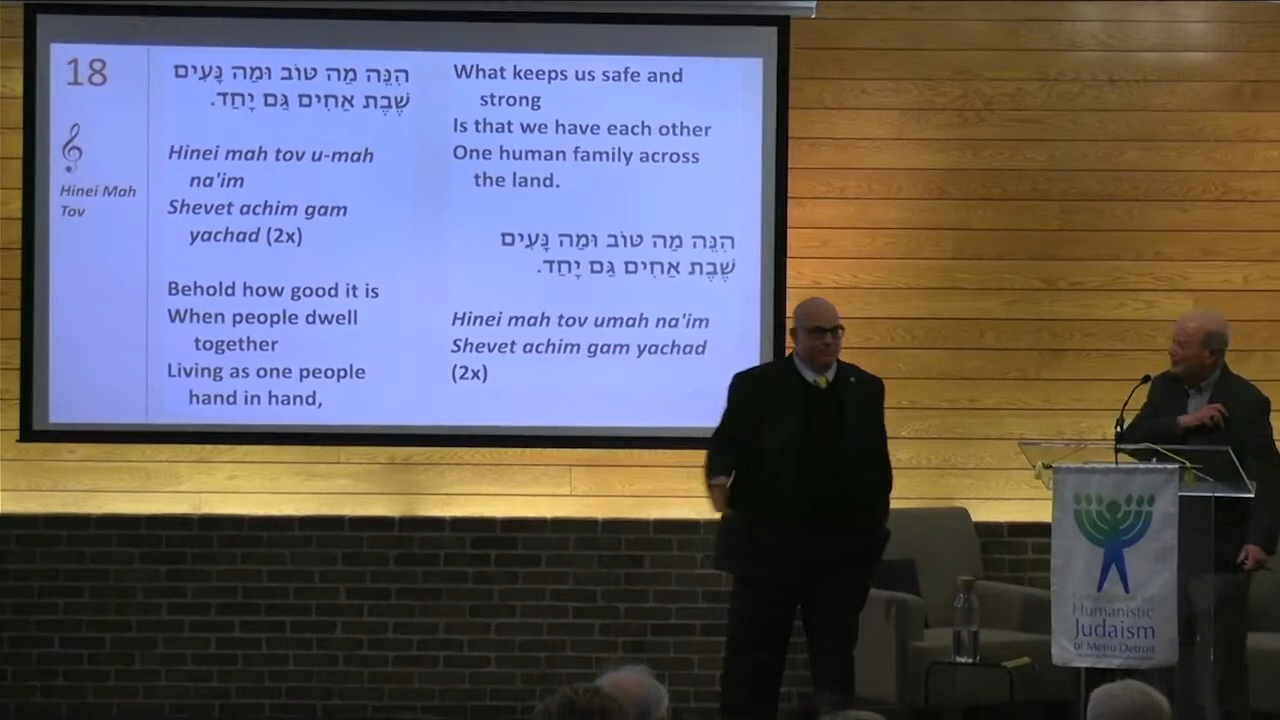 18
Hinei Mah
Tov
הִנֵּה מַה טּוֹב וּמַה נָּעִים
שֶׁבֶת אַחִים גַּם יָחַד.
Hinei mah tov u-mah
na'im
Shevet achim gam
yachad (2x)
Behold how good it is
When people dwell
together
Living as one people
hand in hand,
What keeps us safe and
strong
Is that we have each other
One human family across
the land.
הִנֵּה מַה טּוֹב וּמַה נָּעִים
שֶׁבֶת אַחִים גַּם יָחַד.
Hinei mah tov umah na'im
Shevet achim gam yachad
(2x)
Humanistic
Judaism
of Metro Detroit